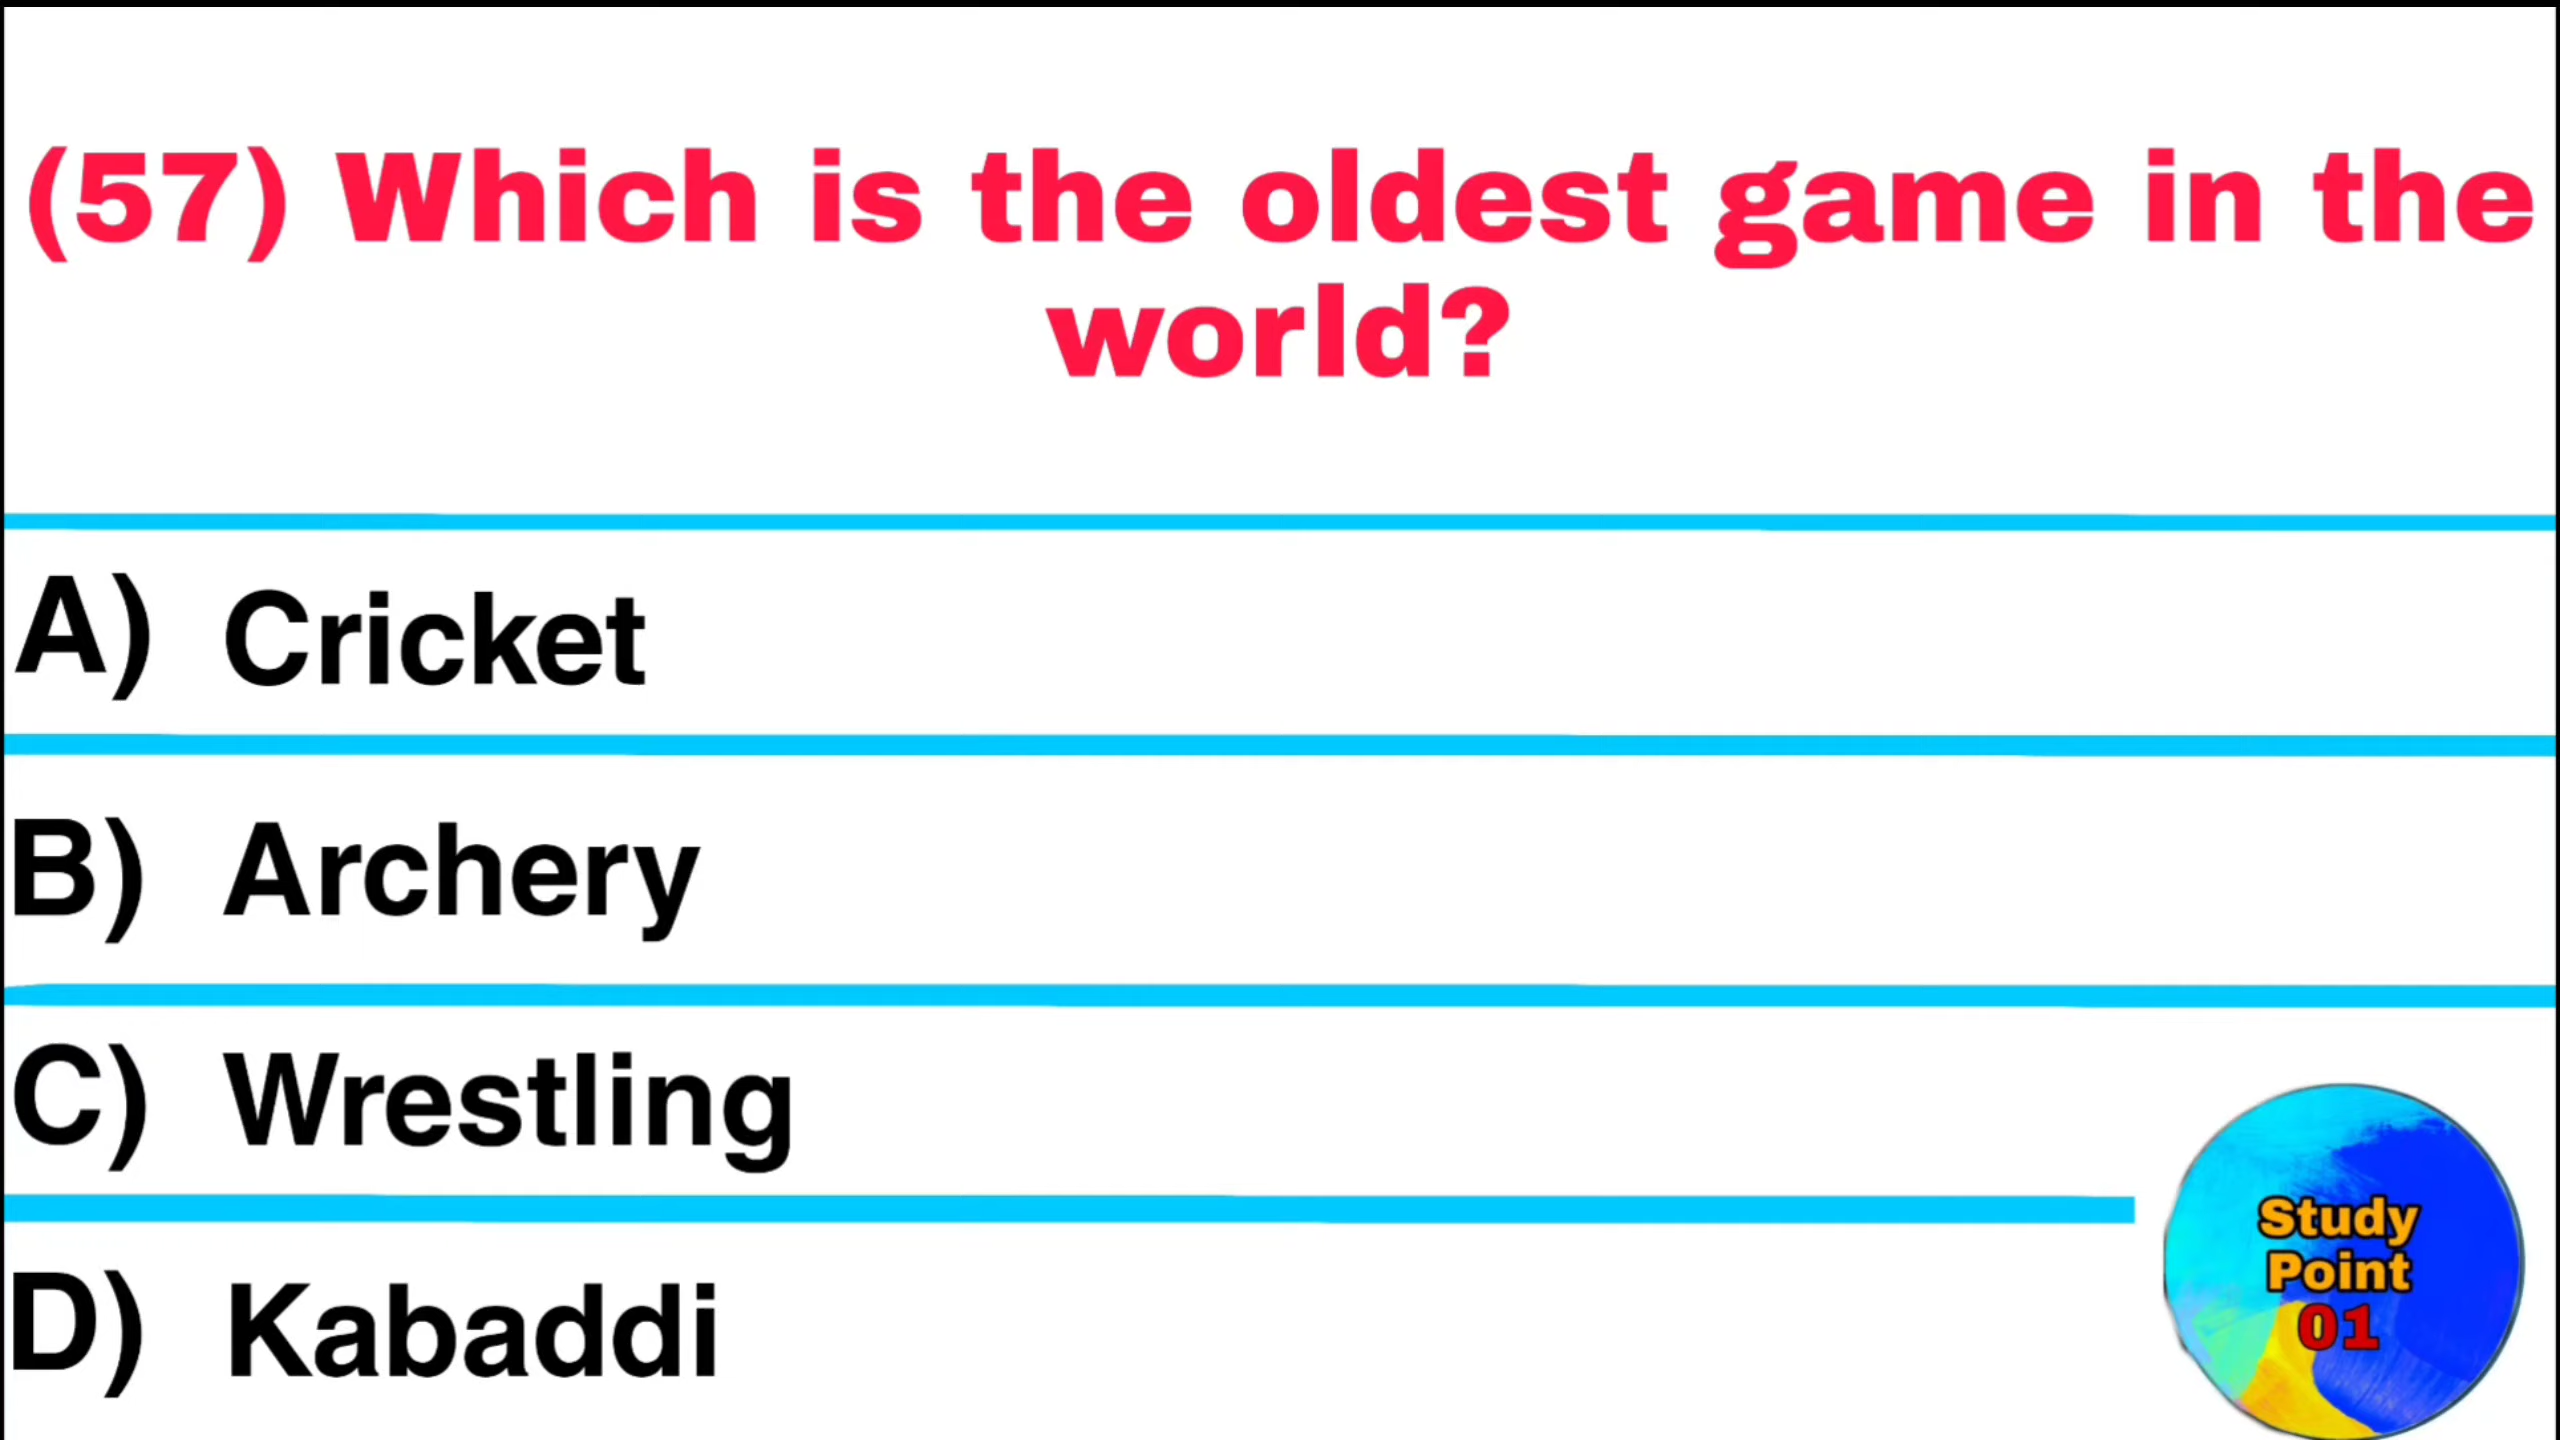 (57) Which is the oldest game in the
world?
A) Cricket
B) Archery
C) Wrestling
D) Kabaddi
Study
Point
01